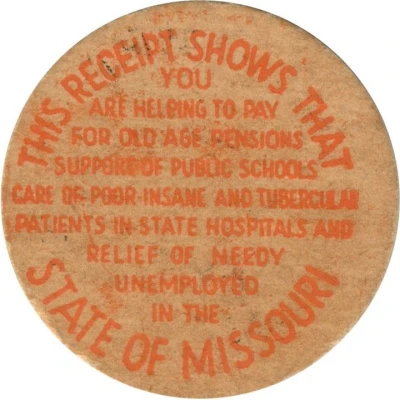 THIS RECEIPT SHOWS THAT
YOU
ARE HELPING TO PAY
FOR OLD AGE PENSIONS
SUPPORT OF PUBLIC SCHOOLS
CARE OF POOR INSANE AND TUBERCULAR
PATIENTS IN STATE HOSPITALS AND
RELIEF OF NEEDY
UNEMPLOYED
IN THE
STATE OF MISSOURI